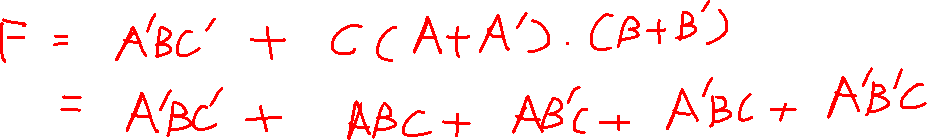 F = A'BC' + C(A+A').(B+B')
= A'BC' + ABC + AB'C + A'BC + A'B'C